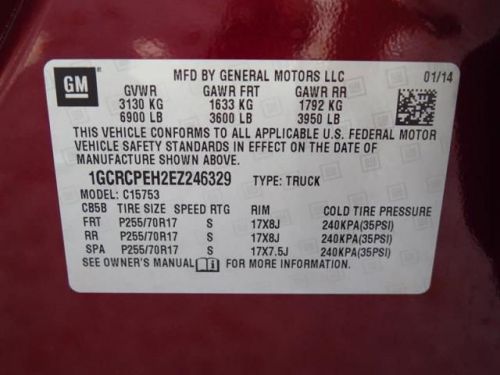 GM MFD BY GENERAL MOTORS LLC 01/14
GVWR GAWR FRT GAWR RR
3130 KG 1633 KG 1792 KG
6900 LB 3600 LB 3950 LB
THIS VEHICLE CONFORMS TO ALL APPLICABLE U.S. FEDERAL MOTOR
VEHICLE SAFETY STANDARDS IN EFFECT ON THE DATE OF
MANUFACTURE SHOWN ABOVE.
1GCRCPEH2EZ246329 TYPE: TRUCK
MODEL: C15753
CB5B TIRE SIZE SPEED RTG RIM COLD TIRE PRESSURE
FRT P255/70R17 S 17X8J 240KPA(35PSI)
RR P255/70R17 S 17X8J 240KPA(35PSI)
SPA P255/70R17 S 17X7.5J 240KPA(35PSI)
SEE OWNER'S MANUAL i FOR MORE INFORMATION.